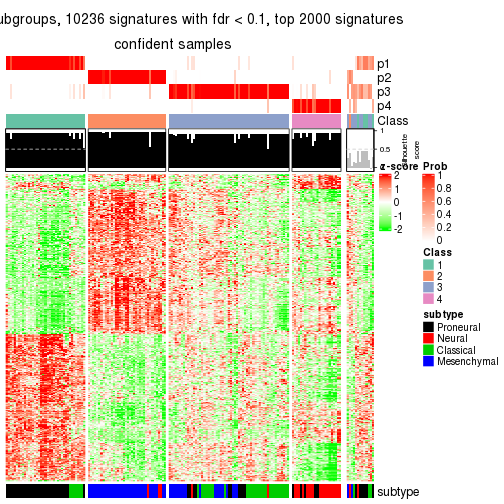 ubgroups, 10236 signatures with fdr < 0.1, top 2000 signatures
confident samples
p1
p2
p3
p4
Class
1
0.5
silhouette
score
z-score
2
1
0
-1
-2
Prob
1
0.8
0.6
0.4
0.2
0
Class
1
2
3
4
subtype
Proneural
Neural
Classical
Mesenchymal
subtype